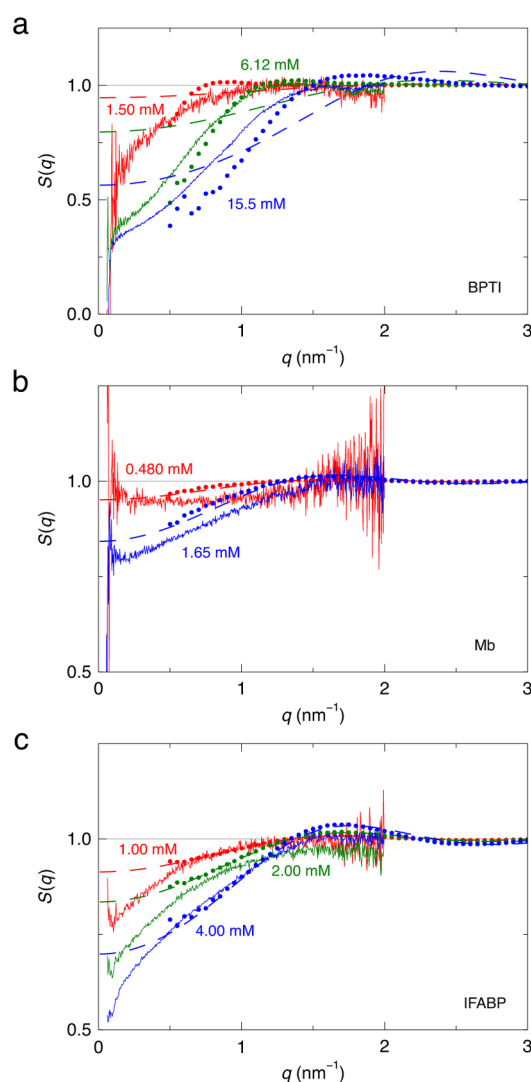 a
6.12 mM
1.0
1.50 mM
S(q)
0.5
15.5 mM
BPTI
0.0
0 1 2 3
q (nm⁻¹)
b
0.480 mM
1.0
S(q)
1.65 mM
Mb
0.5
0 1 2 3
q (nm⁻¹)
c
1.0
1.00 mM
2.00 mM
S(q)
4.00 mM
IFABP
0.5
0 1 2 3
q (nm⁻¹)